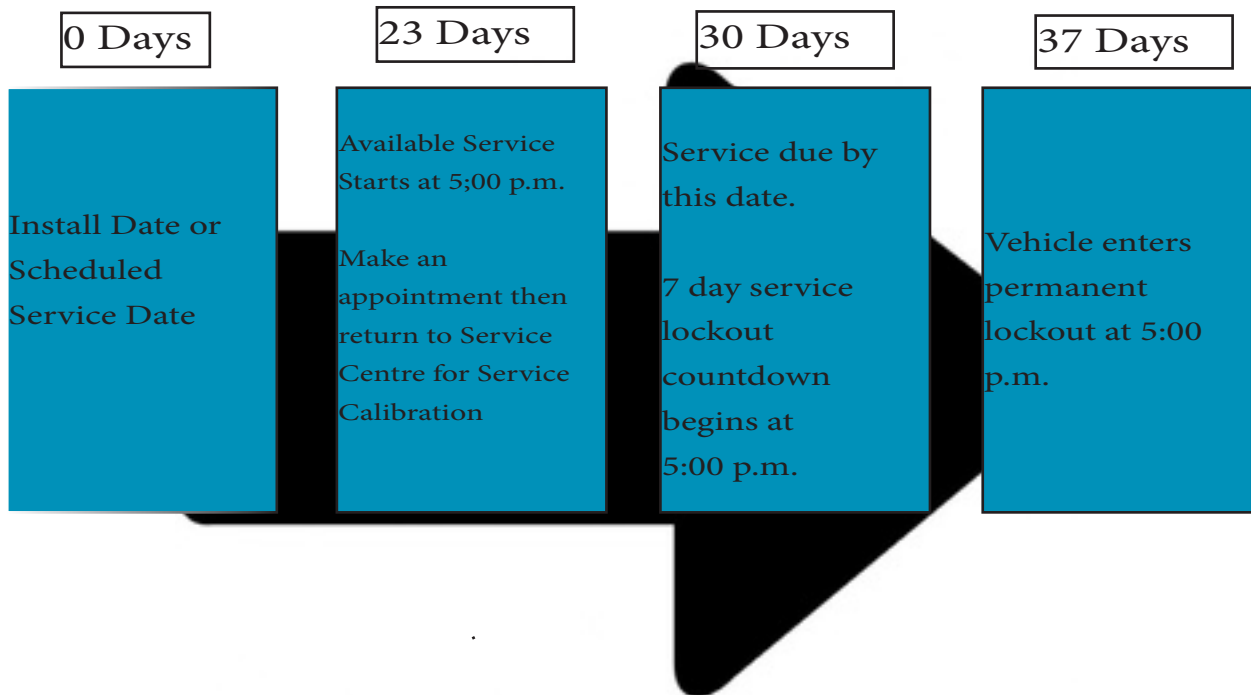 0 Days
23 Days
30 Days
37 Days
Install Date or
Scheduled
Service Date
Available Service
Starts at 5;00 p.m.
Make an
appointment then
return to Service
Centre for Service
Calibration
Service due by
this date.
7 day service
lockout
countdown
begins at
5:00 p.m.
Vehicle enters
permanent
lockout at 5:00
p.m.
.